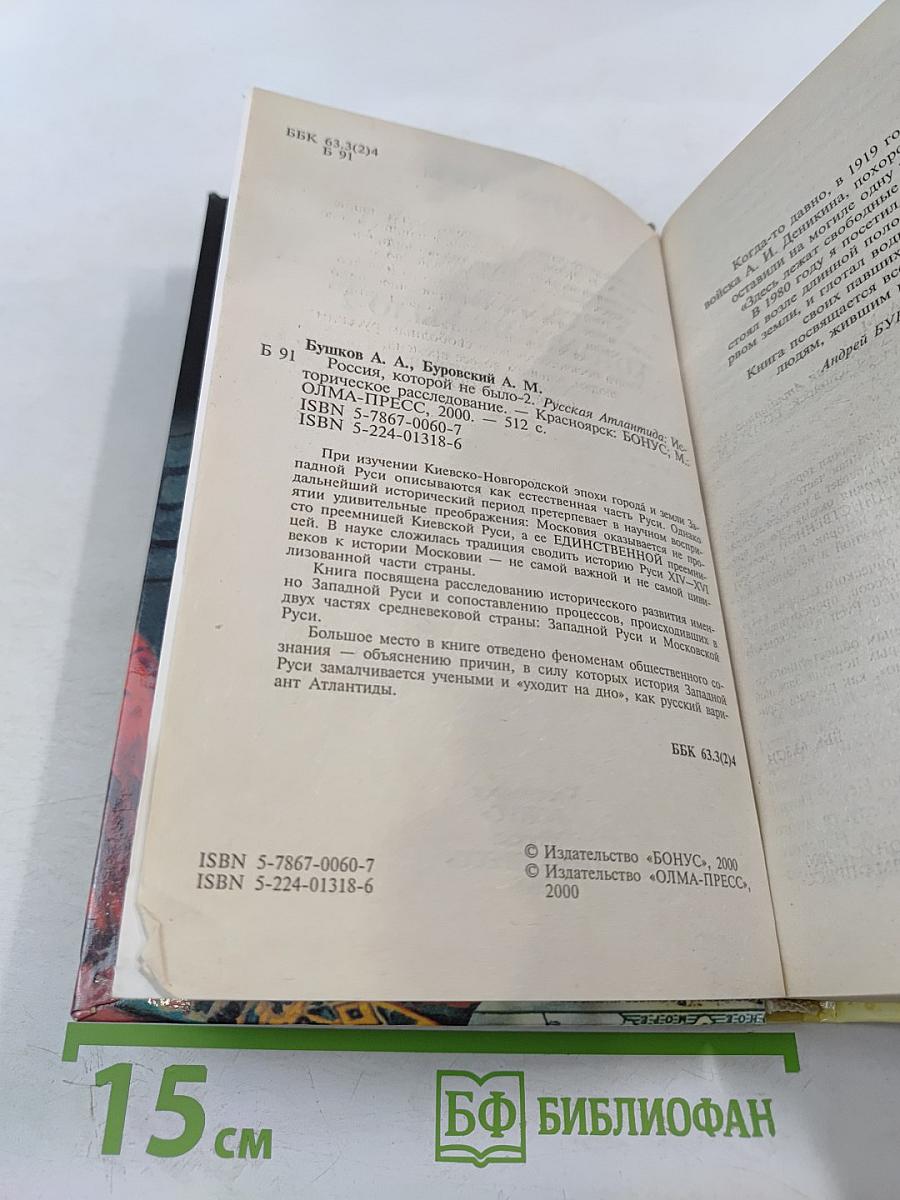 ББК 63.3(2)4
Б 91
Бушков А. А., Буровский А. М.
Б 91 Россия, которой не было-2. Русская Атлантида: Ис-
торическое расследование. — Красноярск: БОНУС; М.:
ОЛМА-ПРЕСС, 2000. — 512 с.
ISBN 5-7867-0060-7
ISBN 5-224-01318-6
При изучении Киевско-Новгородской эпохи города и земли За-
падной Руси описываются как естественная часть Руси. Однако
дальнейший исторический период претерпевает в научном воспри-
ятии удивительные преображения: Московия оказывается не про-
сто преемницей Киевской Руси, а ее ЕДИНСТВЕННОЙ преемни-
цей. В науке сложилась традиция сводить историю Руси XIV—XVI
веков к истории Московии — не самой важной и не самой циви-
лизованной части страны.
Книга посвящена расследованию исторического развития имен-
но Западной Руси и сопоставлению процессов, происходивших в
двух частях средневековой страны: Западной Руси и Московской
Руси.
Большое место в книге отведено феноменам общественного со-
знания — объяснению причин, в силу которых история Западной
Руси замалчивается учеными и «уходит на дно», как русский вари-
ант Атлантиды.
ББК 63.3(2)4
ISBN 5-7867-0060-7
ISBN 5-224-01318-6
© Издательство «БОНУС», 2000
© Издательство «ОЛМА-ПРЕСС»,
2000
Когда-то давно, в 1919 го
войска А. И. Деникина, похоро
оставили на могиле одну
«Здесь лежат свободные
В 1980 году я посетил
стоял возле длинной поло
рвом земли, и глотал водк
своих павших
Книга посвящается все
людям, жившим
Андрей БУР
15 см
БФ БИБЛИОФАН